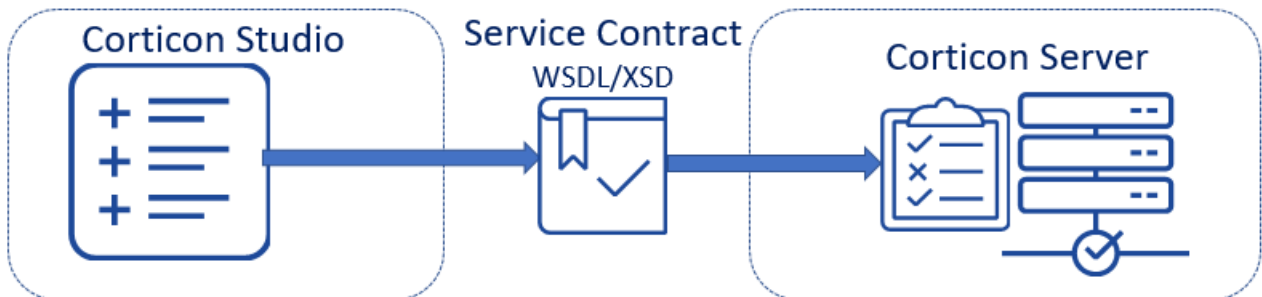 Corticon Studio
Service Contract
WSDL/XSD
Corticon Server